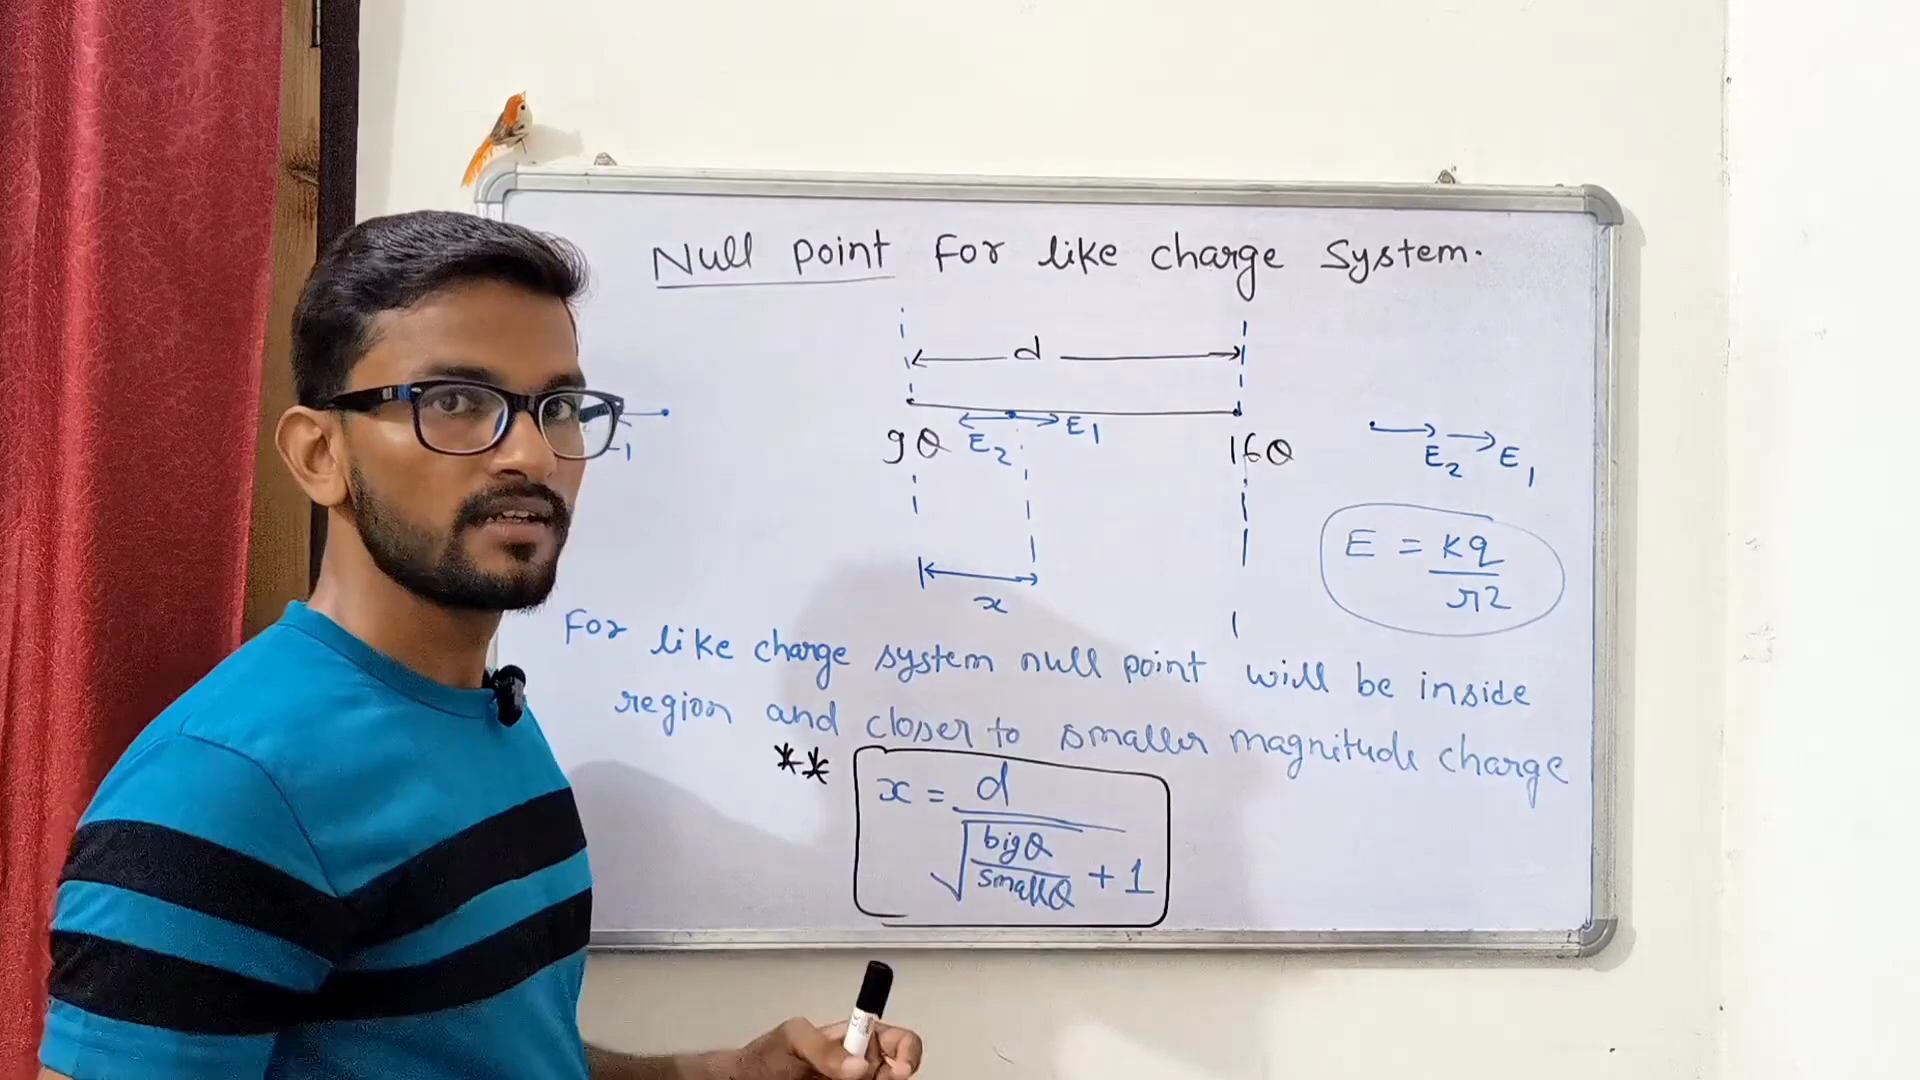 Null point for like charge system.
d
9Q E2 E1 16Q
E2 E1
1
E = kq
r2
x
For like charge system null point will be inside
region and closer to smaller magnitude charge
** x = d
√ bigQ
smallQ + 1